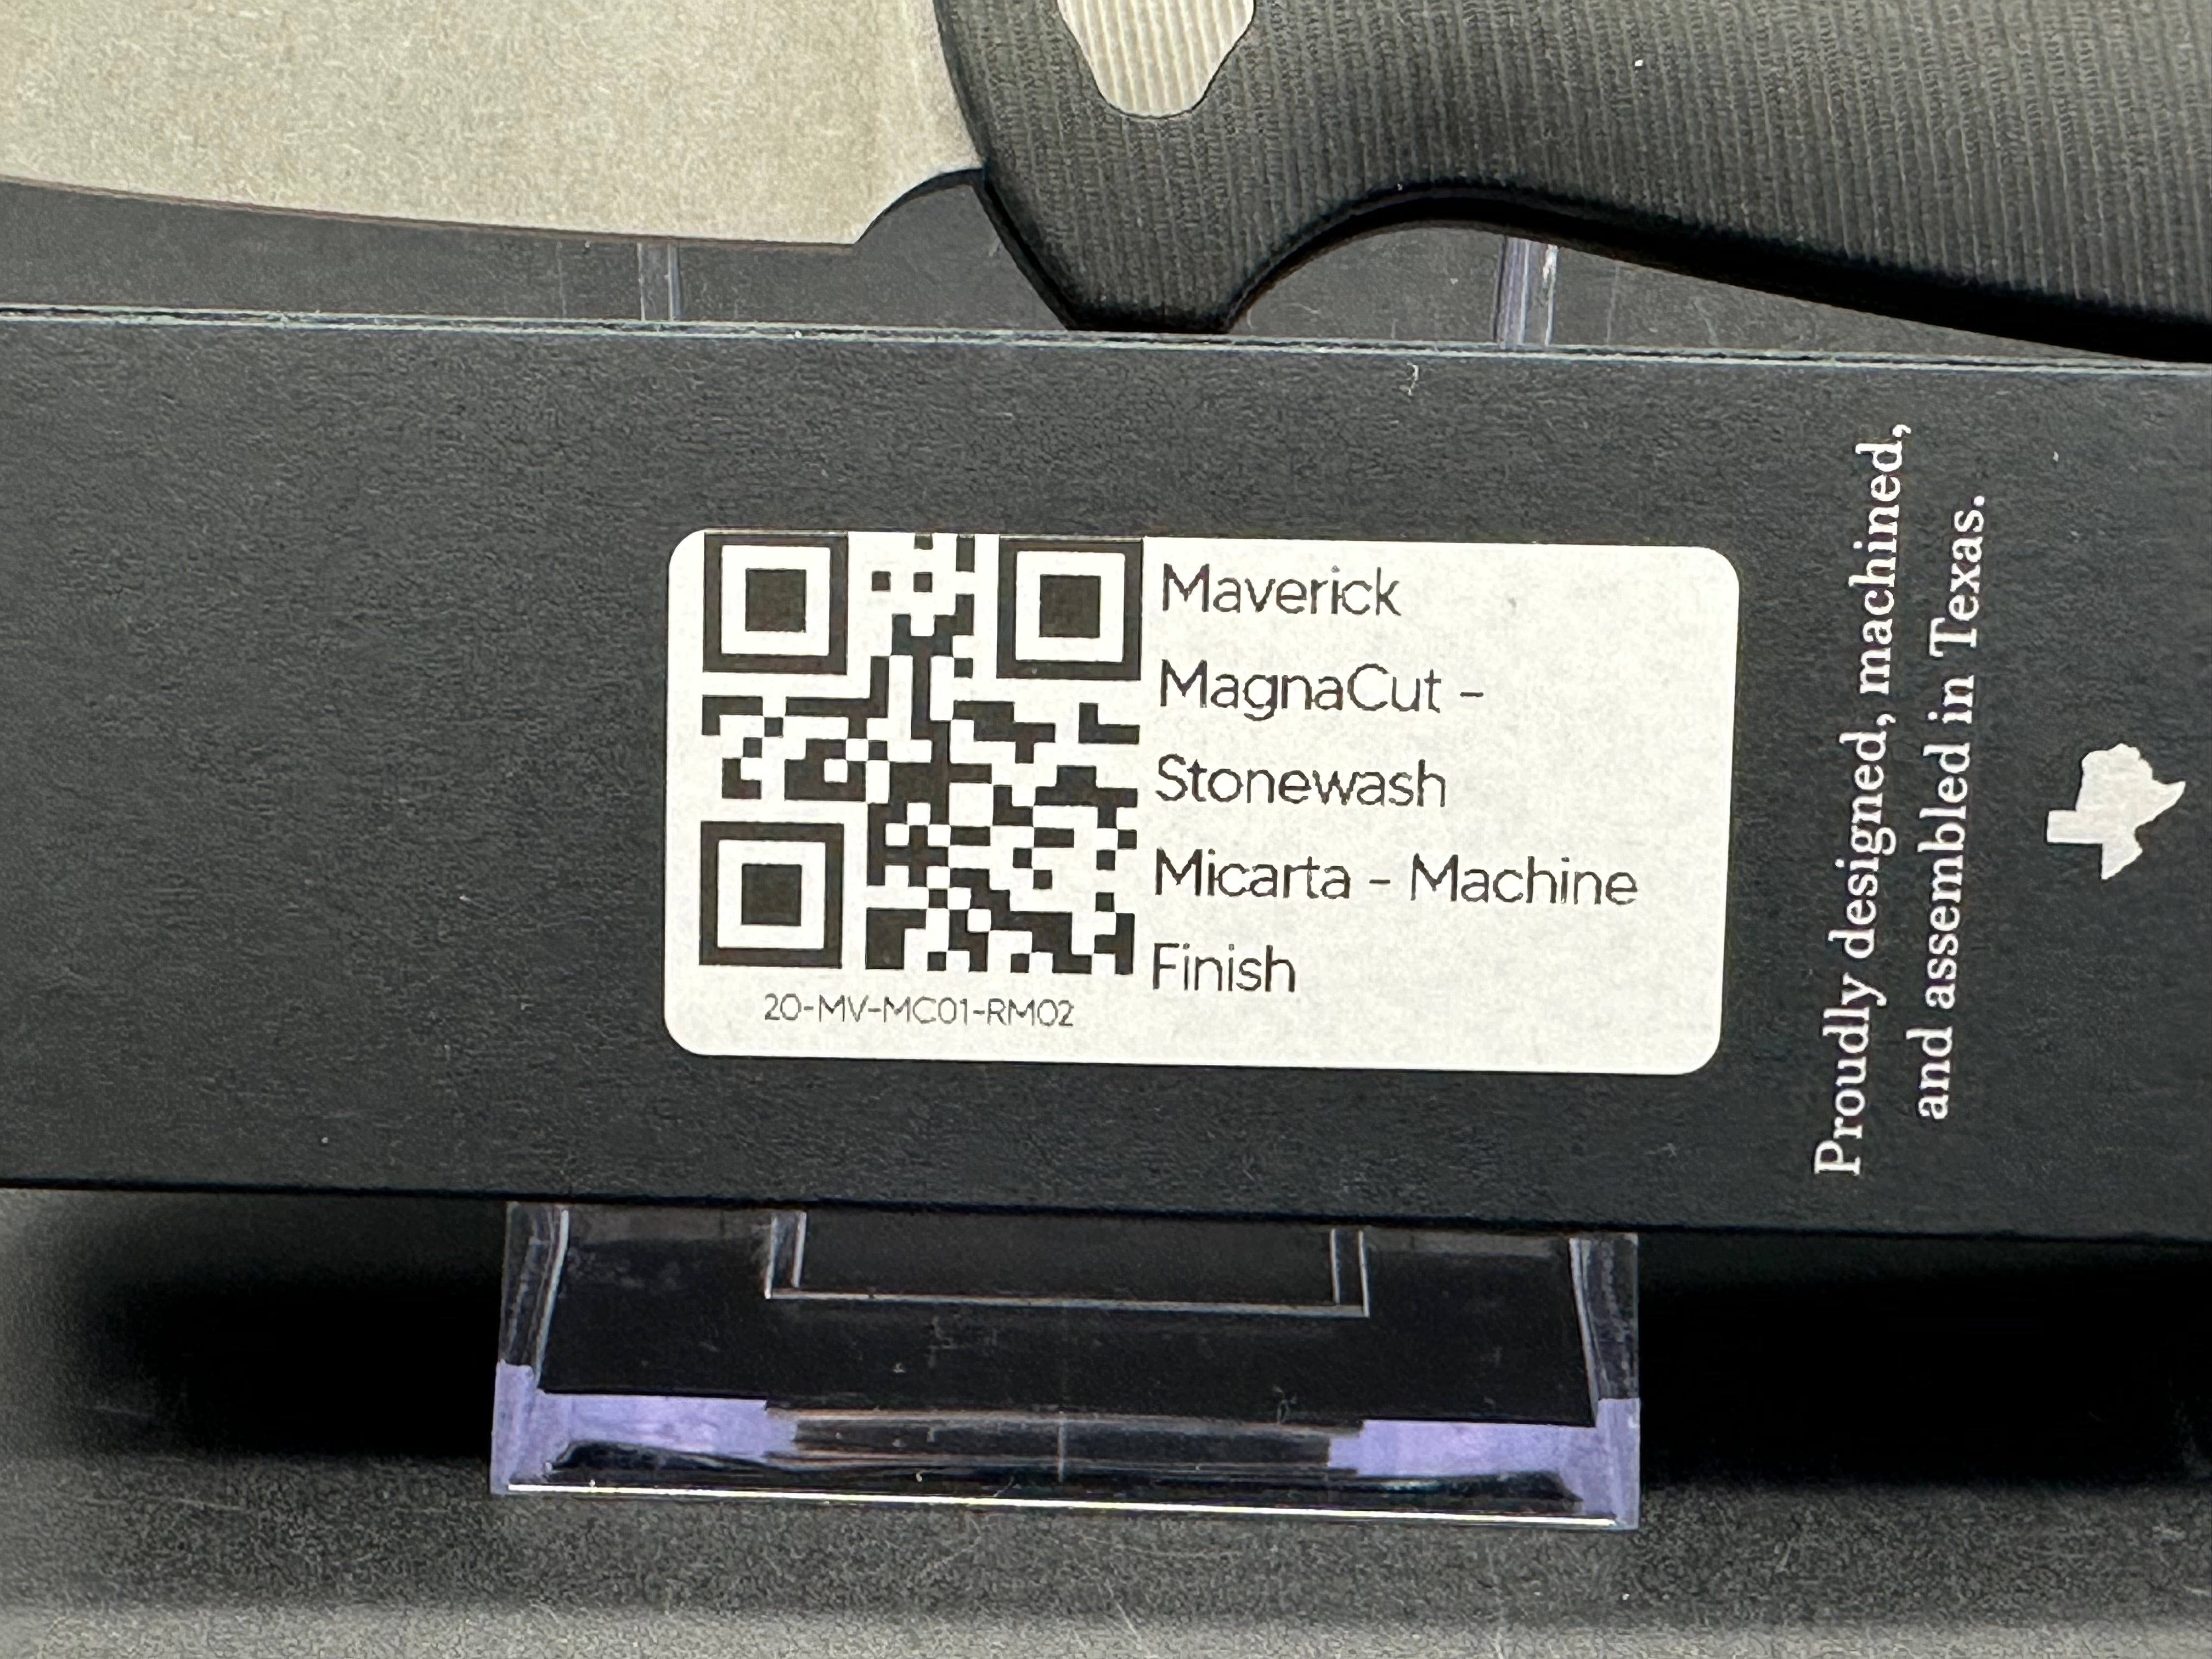 Maverick
MagnaCut -
Stonewash
Micarta - Machine
Finish
20-MV-MC01-RM02
Proudly designed, machined,
and assembled in Texas.